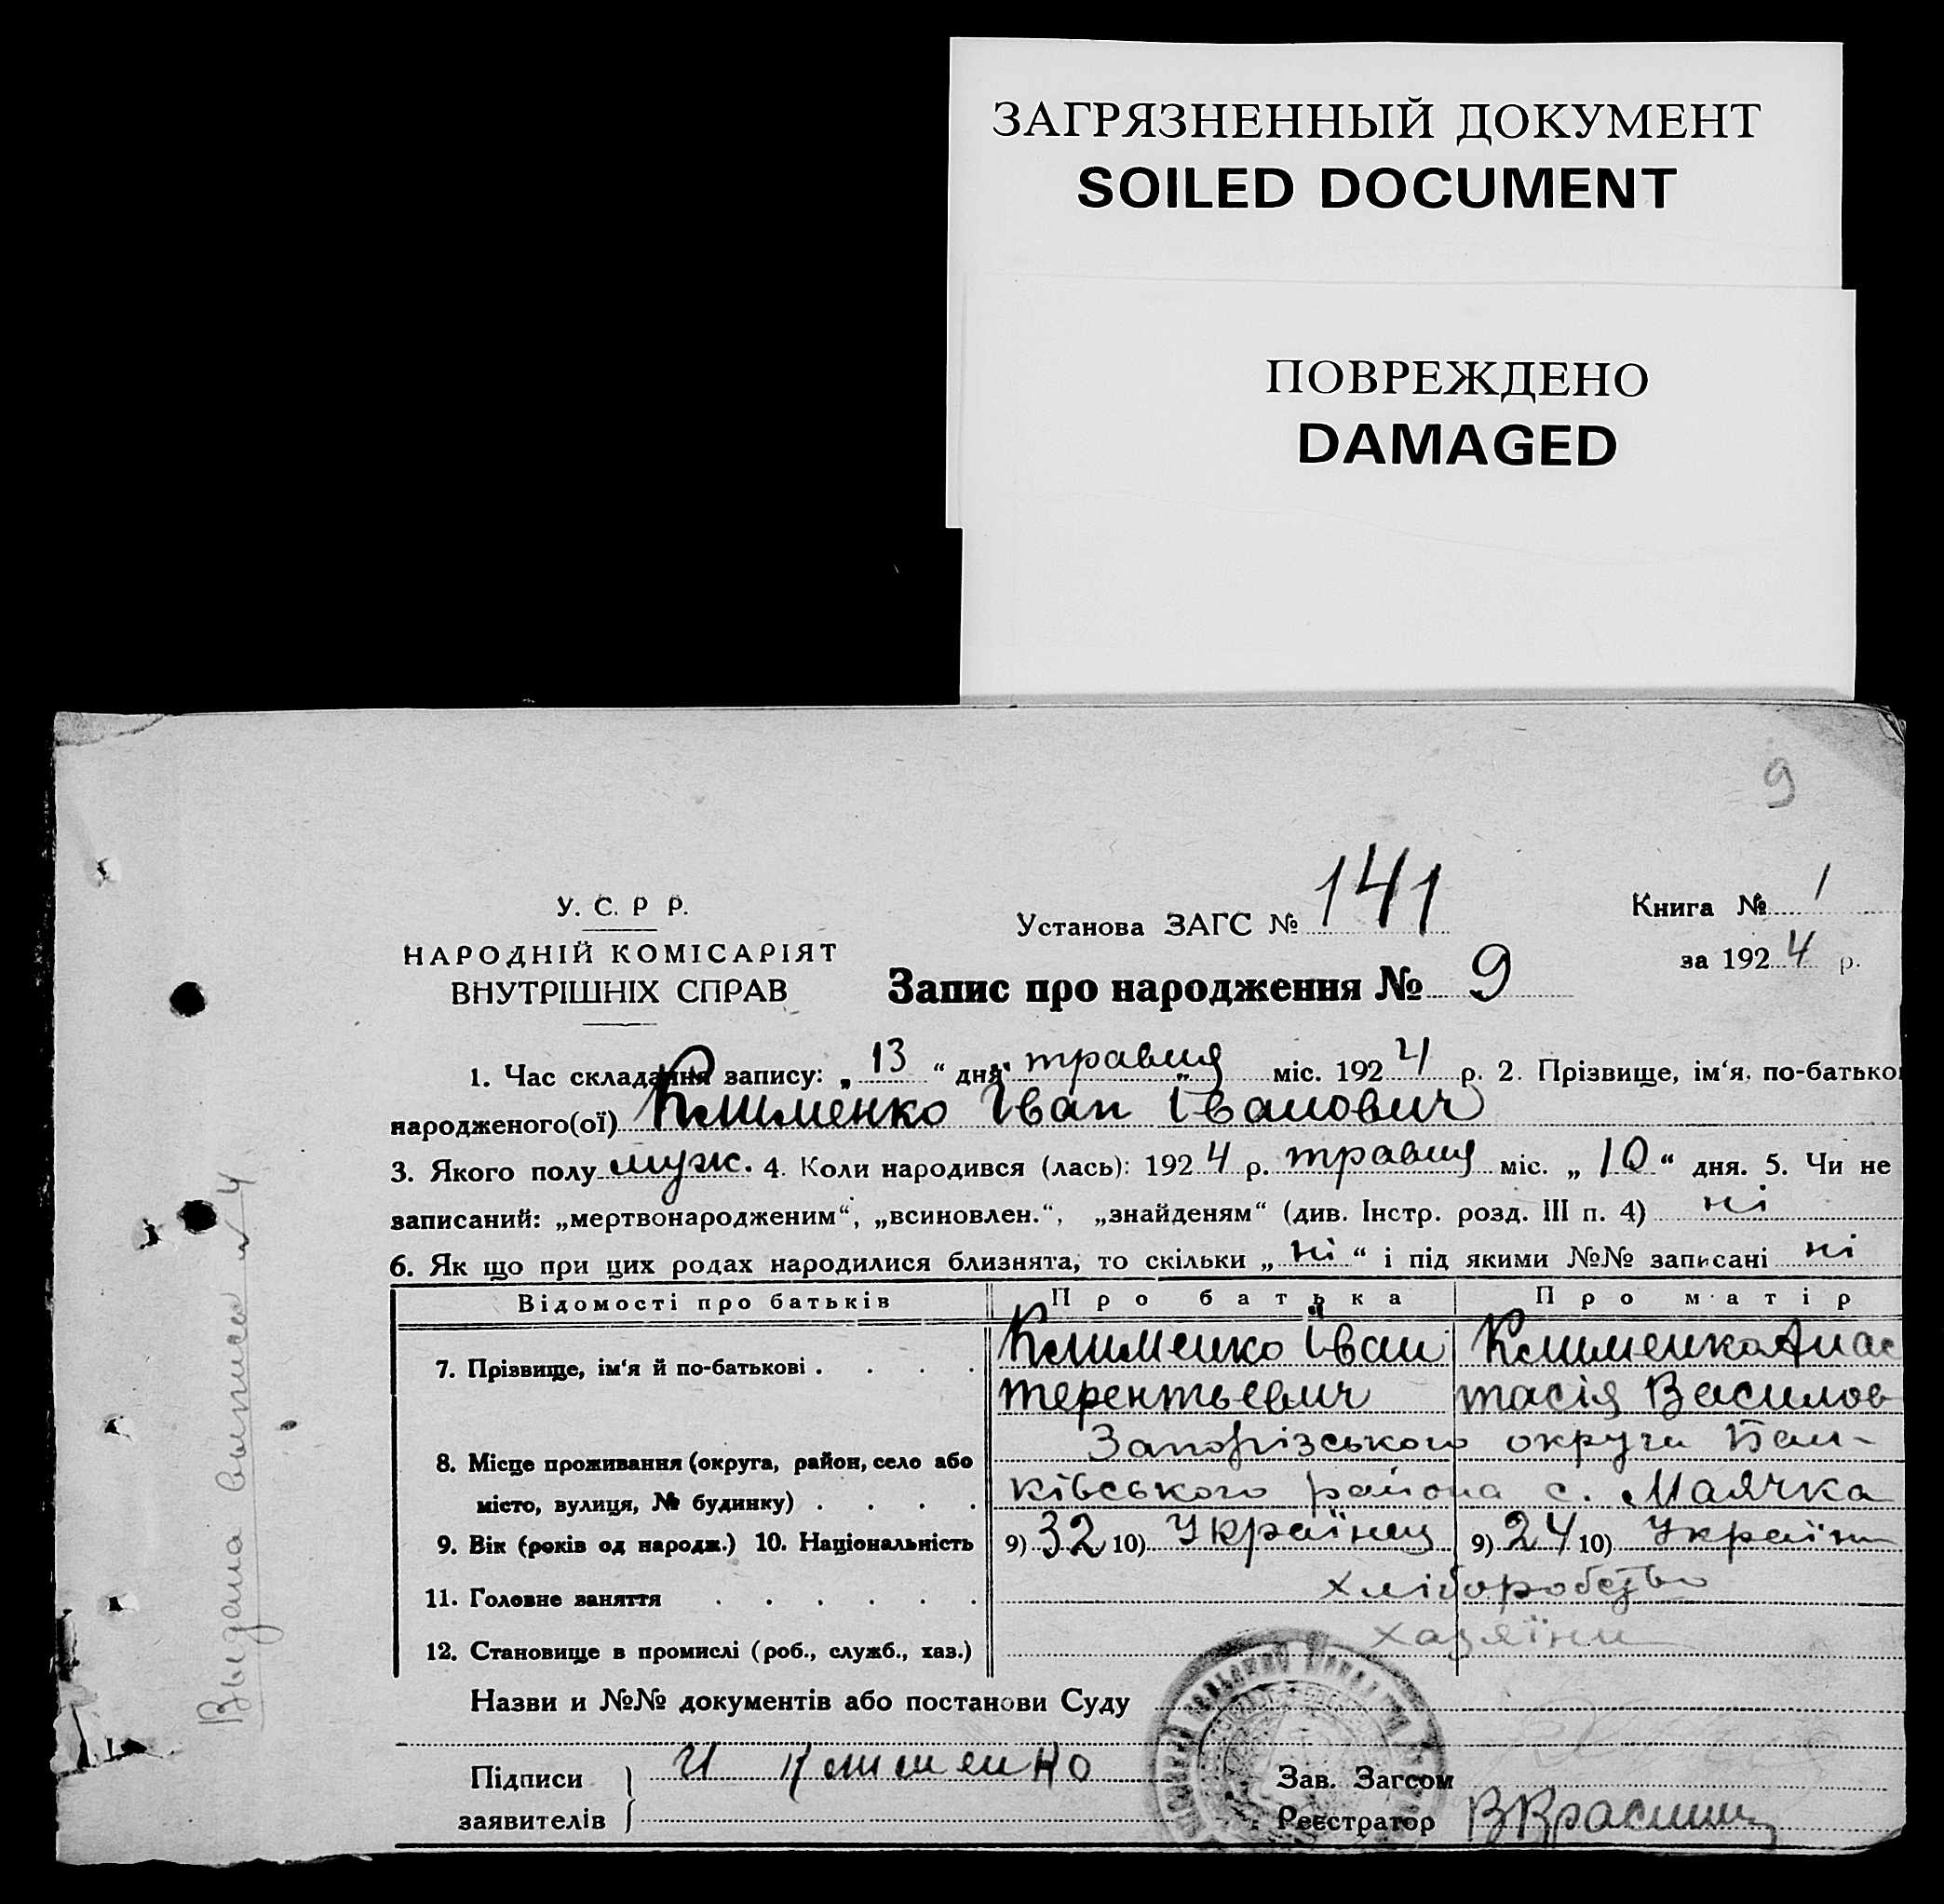 ЗАГРЯЗНЕННЫЙ ДОКУМЕНТ
SOILED DOCUMENT
ПОВРЕЖДЕНО
DAMAGED
9
У. С. Р Р.
НАРОДНІЙ КОМІСАРІЯТ
ВНУТРІШНІХ СПРАВ
Установа ЗАГС № 141
Книга № 1
за 1924 р.
Запис про народження № 9
1. Час складання запису: „13“ дня травня міс. 1924 р. 2. Прізвище, ім‘я, по-батько
народженого(ої) Клименко Іван Іванович
3. Якого полу муж. 4. Коли народився (лась): 1924 р. травня міс. „10“ дня. 5. Чи не
записаний: „мертвонародженим“, „всиновлен.“, „знайденям“ (див. Інстр. розд. III п. 4) ні
6. Як що при цих родах народилися близнята, то скільки „ні“ і під якими №№ записані ні
Відомості про батьків Про батька Про матір
7. Прізвище, ім‘я й по-батькові . . . . Клименко Іван Клименко Анас
терентьевич тасія Василов
8. Місце проживання (округа, район, село або Запорізського округи Бал-
місто, вулиця, № будинку) . . . . ківського района с. Маячка
9. Вік (років од народж.) 10. Національність 9) 32 10) Українец 9) 24 10) Україн
11. Головне заняття . . . . . . хліборобство
12. Становище в промислі (роб., служб., хаз.) хазяїни
Назви и №№ документів або постанови Суду
Підписи И Клименко Зав. Загсом
заявителів Реєстратор
Выдана выписка